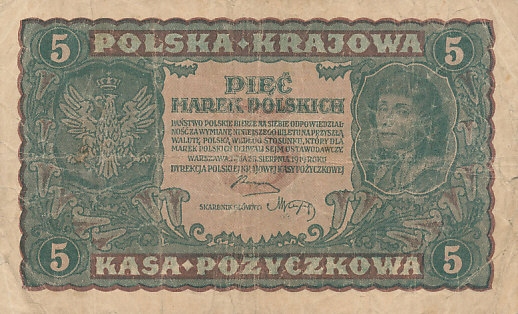 5 POLSKA • KRAJOWA 5
PIĘĆ
MAREK POLSKICH
PAŃSTWO POLSKIE BIERZE NA SIEBIE ODPOWIEDZIAL-
NOŚĆ ZA WYMIANĘ NINIEJSZEGO BILETU NA PRZYSZŁĄ
WALUTĘ POLSKĄ, WEDŁUG STOSUNKU, KTÓRY DLA
MAREK POLSKICH UCHWALI SEJM USTAWODAWCZY.
WARSZAWA, DNIA 23 SIERPNIA 1919 ROKU
DYREKCJA POLSKIEJ KRAJOWEJ KASY POŻYCZKOWEJ
SKARBNIK GŁÓWNY
5 KASA • POŻYCZKOWA 5